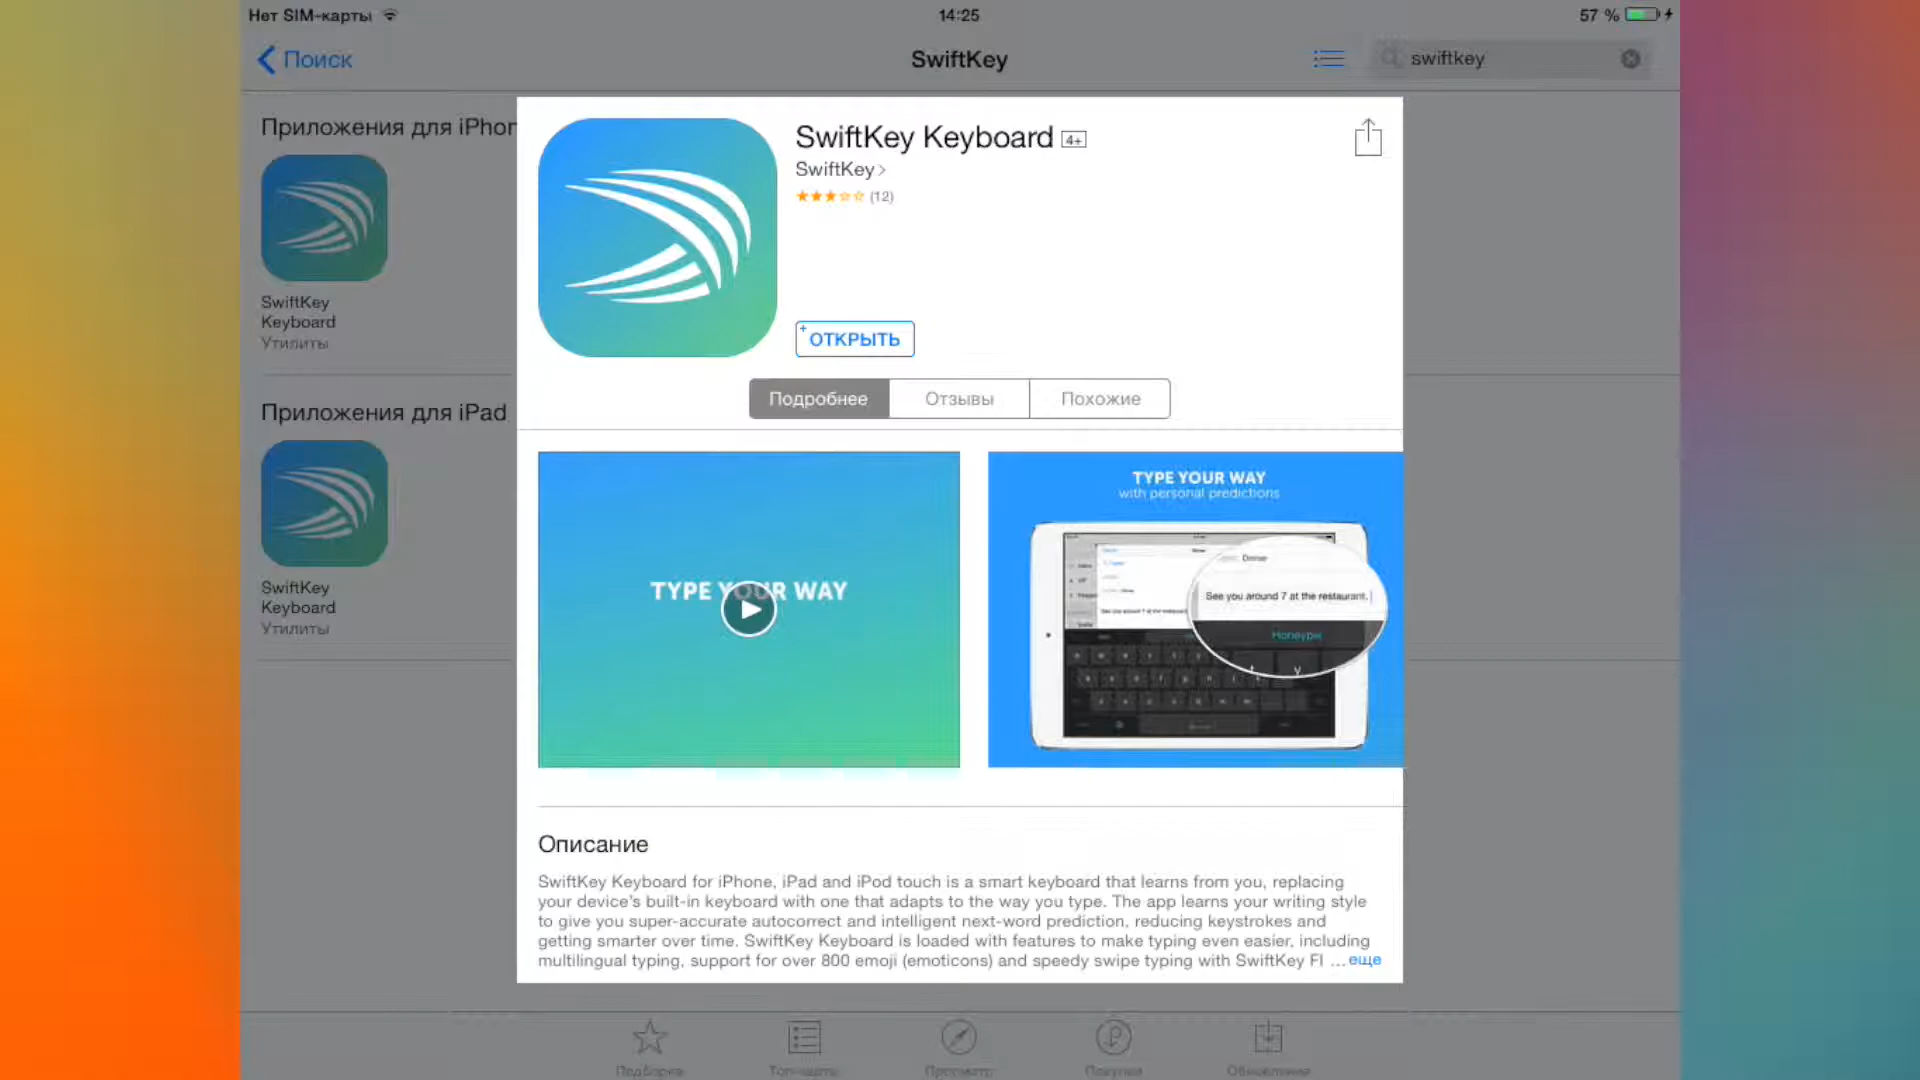 Нет SIM-карты
14:25
57 %
Поиск
SwiftKey
swiftkey
Приложения для iPhon
SwiftKey
Keyboard
Утилиты
Приложения для iPad
SwiftKey
Keyboard
Утилиты
SwiftKey Keyboard 4+
SwiftKey
(12)
+ ОТКРЫТЬ
Подробнее
Отзывы
Похожие
TYPE YOUR WAY
TYPE YOUR WAY
with personal predictions
See you around 7 at the restaurant.
t y
Описание
SwiftKey Keyboard for iPhone, iPad and iPod touch is a smart keyboard that learns from you, replacing
your device's built-in keyboard with one that adapts to the way you type. The app learns your writing style
to give you super-accurate autocorrect and intelligent next-word prediction, reducing keystrokes and
getting smarter over time. SwiftKey Keyboard is loaded with features to make typing even easier, including
multilingual typing, support for over 800 emoji (emoticons) and speedy swipe typing with SwiftKey Fl ... еще
Подборка
Топ-чарты
Просмотр
Покупки
Обновления